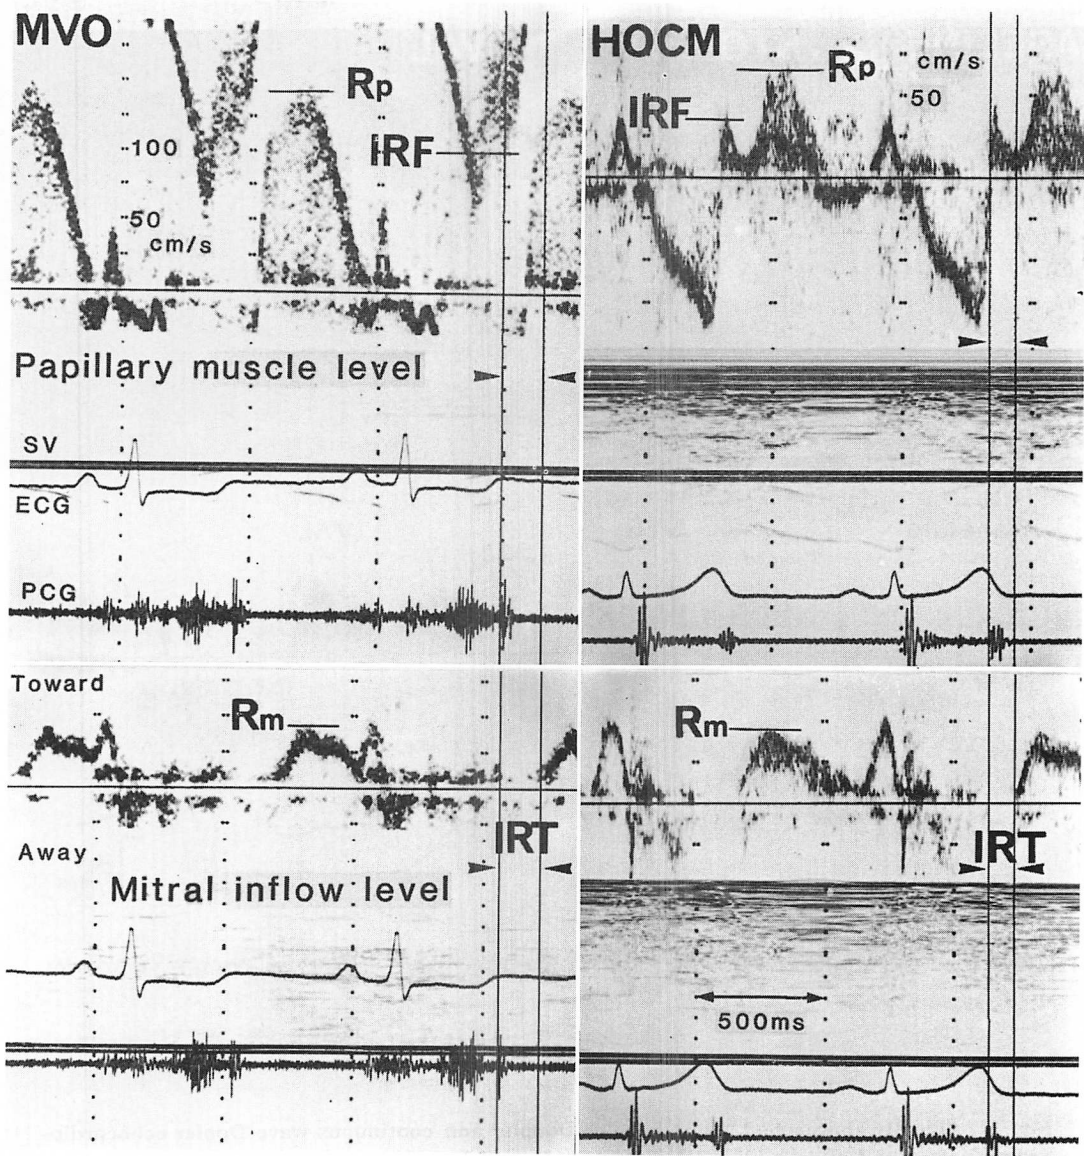 MVO
Rp
IRF
100
50
cm/s
Papillary muscle level
SV
ECG
PCG
HOCM
Rp
cm/s
50
IRF
Toward
Rm
IRT
Away
Mitral inflow level
Rm
IRT
500ms